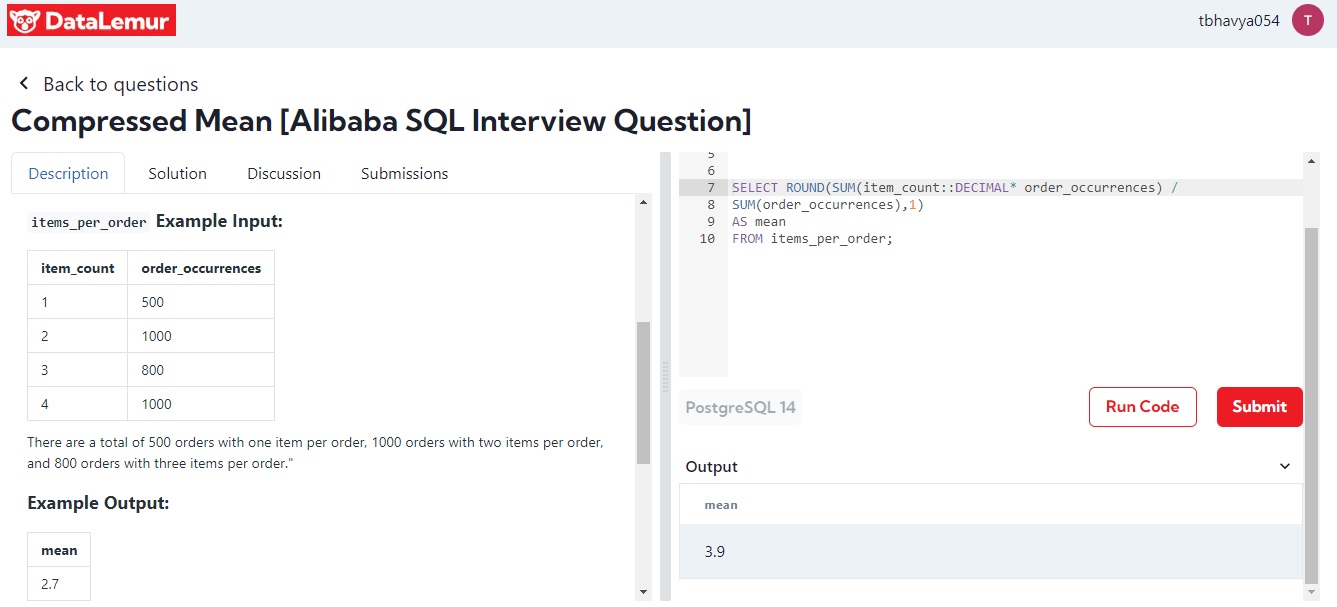 DataLemur
tbhavya054
T
Back to questions
Compressed Mean [Alibaba SQL Interview Question]
Description Solution Discussion Submissions
items_per_order Example Input:
item_count order_occurrences
1 500
2 1000
3 800
4 1000
There are a total of 500 orders with one item per order, 1000 orders with two items per order,
and 800 orders with three items per order."
Example Output:
mean
2.7
5
6
7 SELECT ROUND(SUM(item_count::DECIMAL* order_occurrences) /
8 SUM(order_occurrences),1)
9 AS mean
10 FROM items_per_order;
PostgreSQL 14
Run Code
Submit
Output
mean
3.9